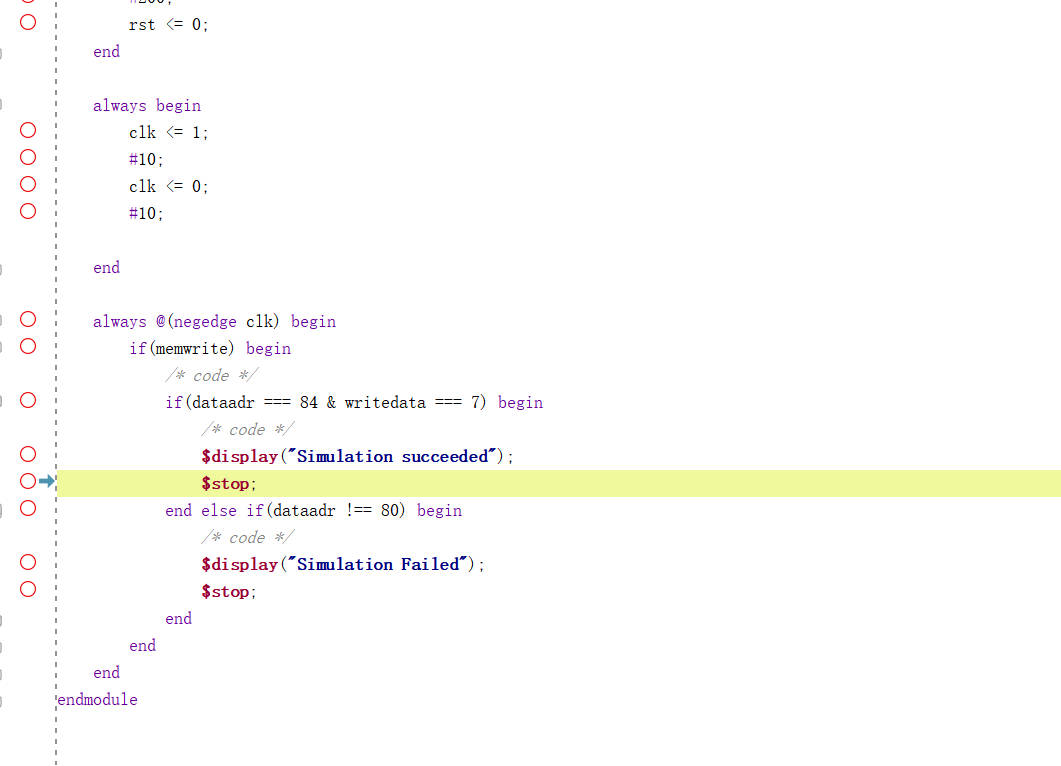 #200;
rst <= 0;
end
always begin
clk <= 1;
#10;
clk <= 0;
#10;
end
always @(negedge clk) begin
if(memwrite) begin
/* code */
if(dataadr === 84 & writedata === 7) begin
/* code */
$display("Simulation succeeded");
$stop;
end else if(dataadr !== 80) begin
/* code */
$display("Simulation Failed");
$stop;
end
end
end
endmodule